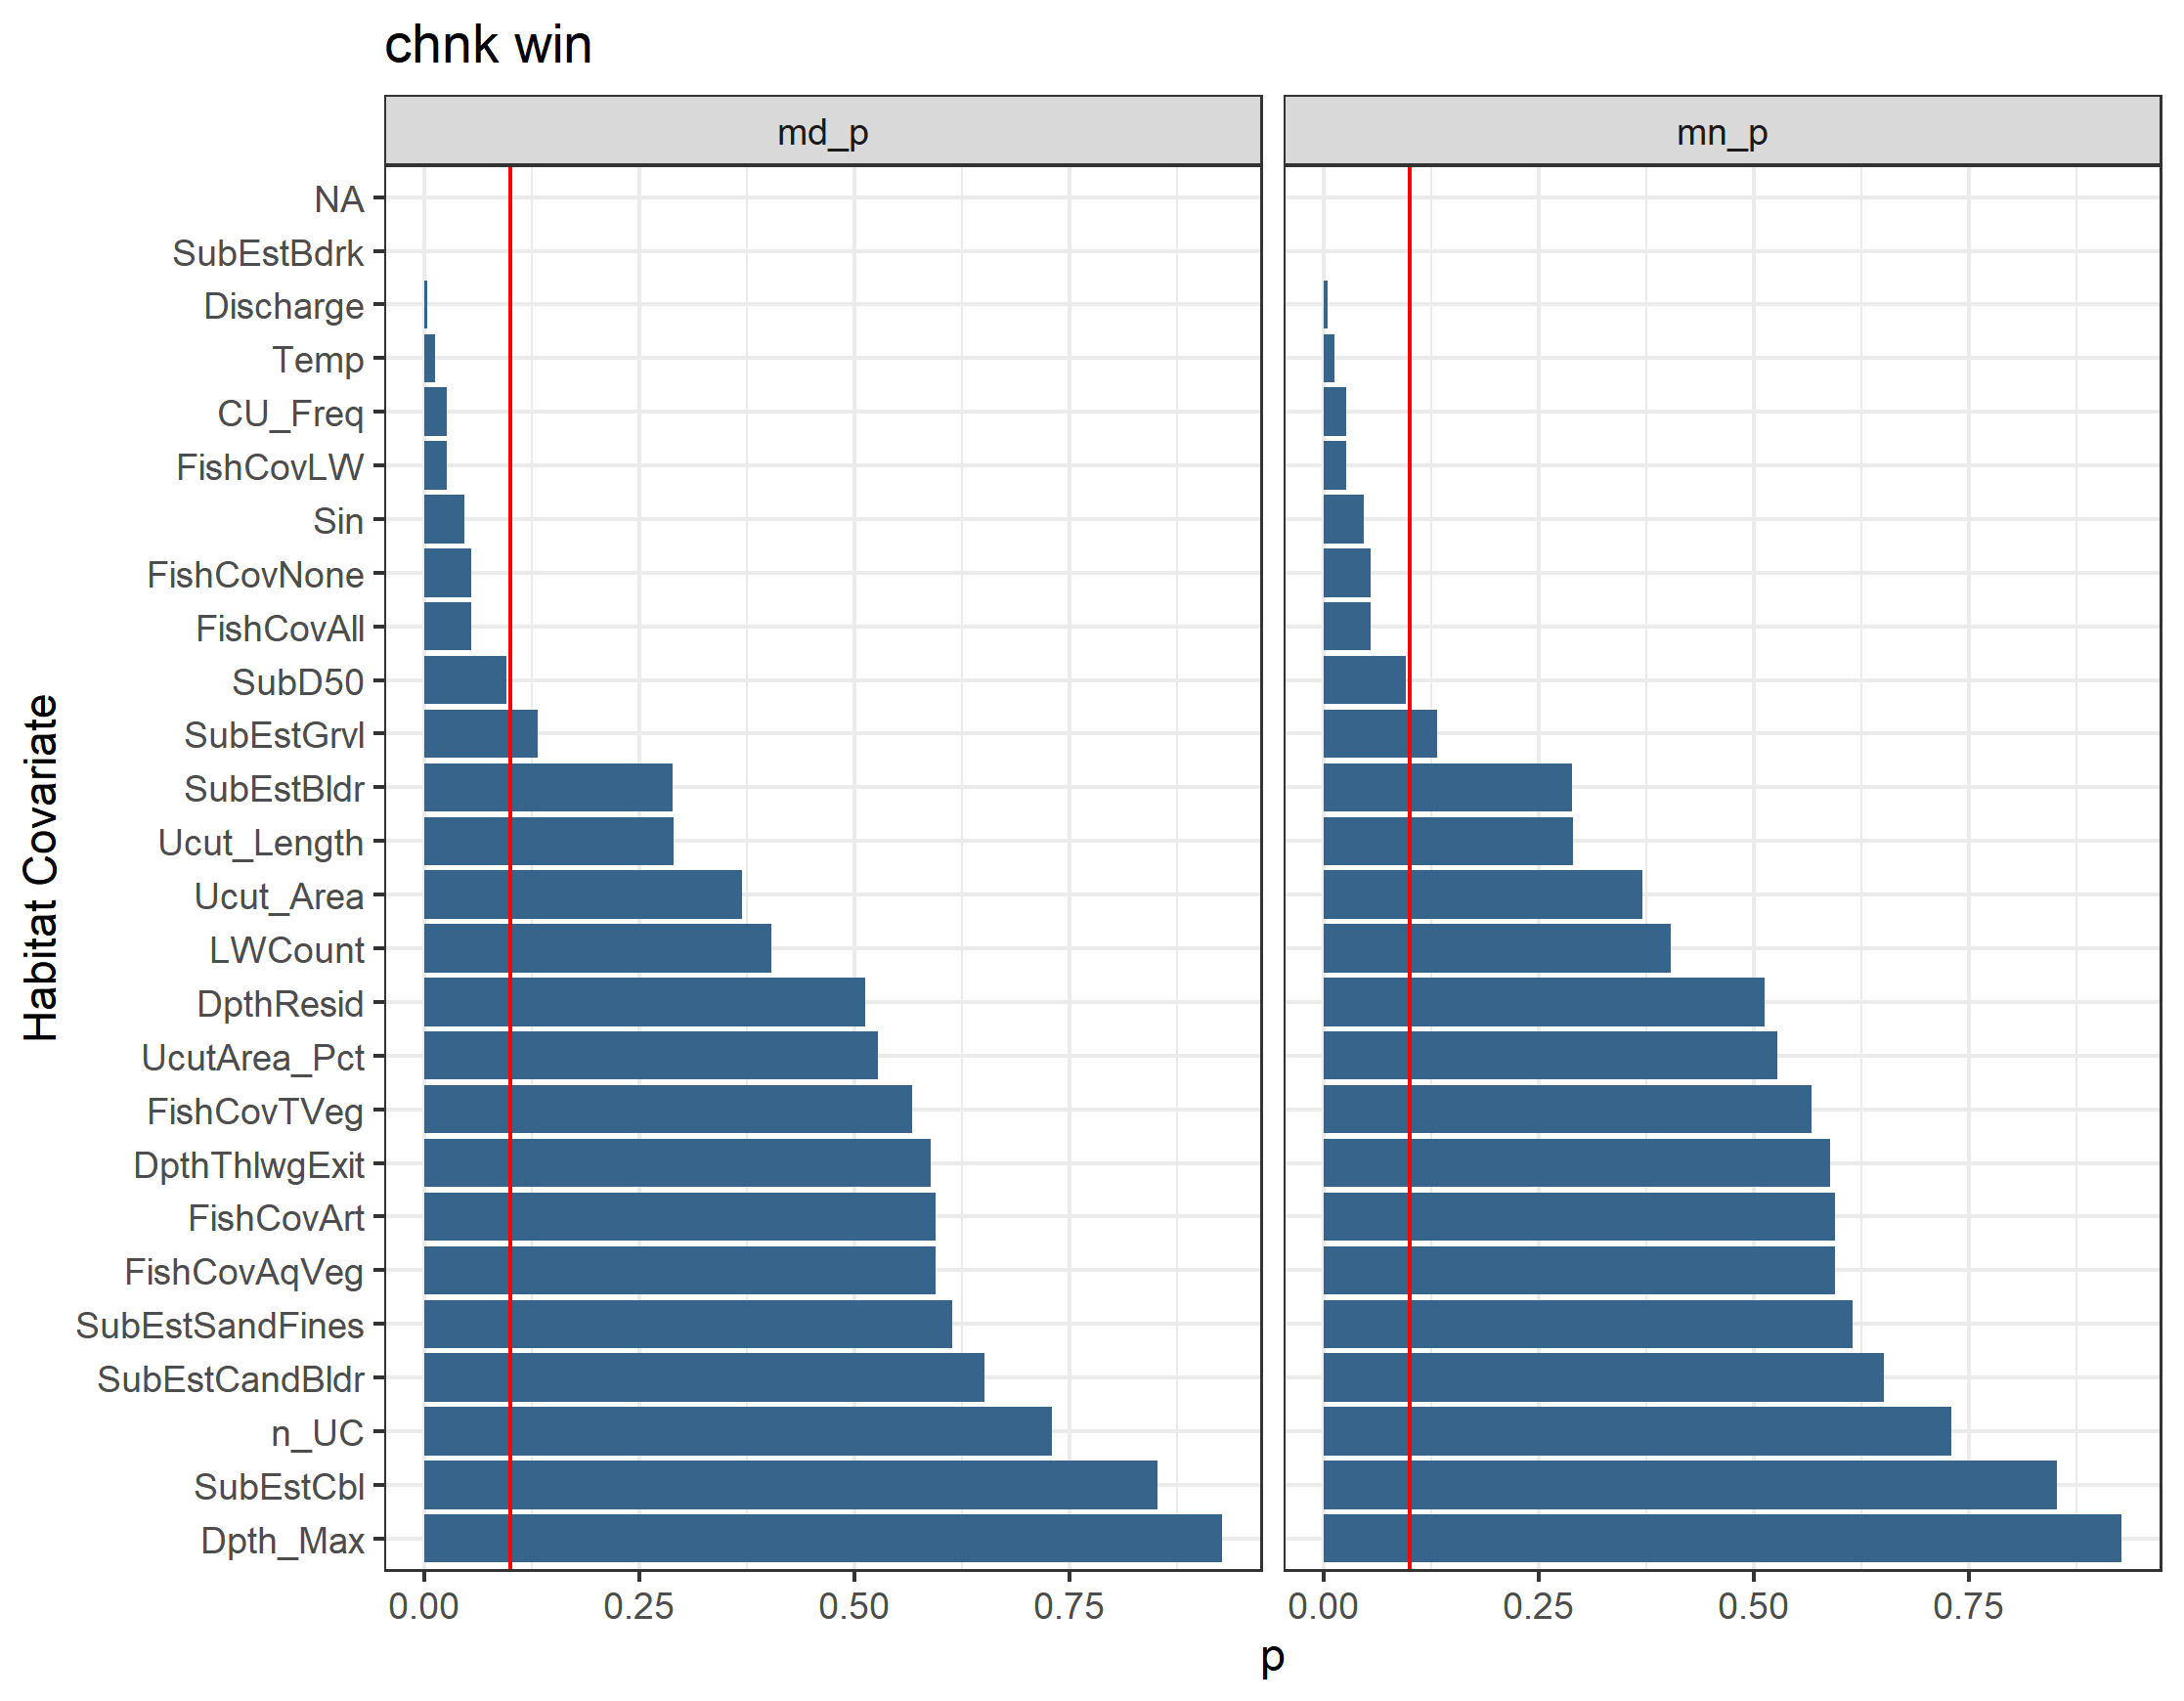 chnk win
md_p
mn_p
Habitat Covariate
NA
SubEstBdrk
Discharge
Temp
CU_Freq
FishCovLW
Sin
FishCovNone
FishCovAll
SubD50
SubEstGrvl
SubEstBldr
Ucut_Length
Ucut_Area
LWCount
DpthResid
UcutArea_Pct
FishCovTVeg
DpthThlwgExit
FishCovArt
FishCovAqVeg
SubEstSandFines
SubEstCandBldr
n_UC
SubEstCbl
Dpth_Max
0.00 0.25 0.50 0.75
0.00 0.25 0.50 0.75
p